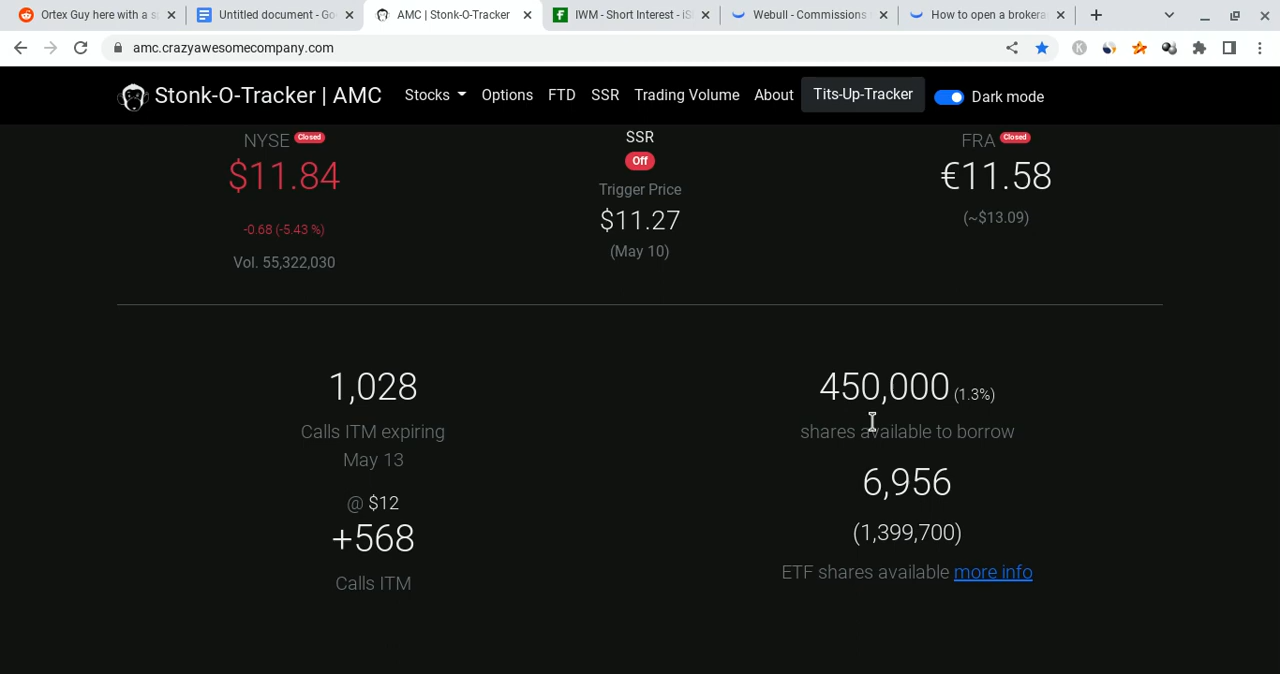 Ortex Guy here with a s
Untitled document - Go
AMC | Stonk-O-Tracker
IWM - Short Interest - iS
Webull - Commissions
How to open a brokera
amc.crazyawesomecompany.com
K
Stonk-O-Tracker | AMC
Stocks
Options
FTD
SSR
Trading Volume
About
Tits-Up-Tracker
Dark mode
NYSE Closed
$11.84
-0.68 (-5.43 %)
Vol. 55,322,030
SSR
Off
Trigger Price
$11.27
(May 10)
FRA Closed
€11.58
(~$13.09)
1,028
Calls ITM expiring
May 13
@ $12
+568
Calls ITM
450,000 (1.3%)
shares available to borrow
6,956
(1,399,700)
ETF shares available more info